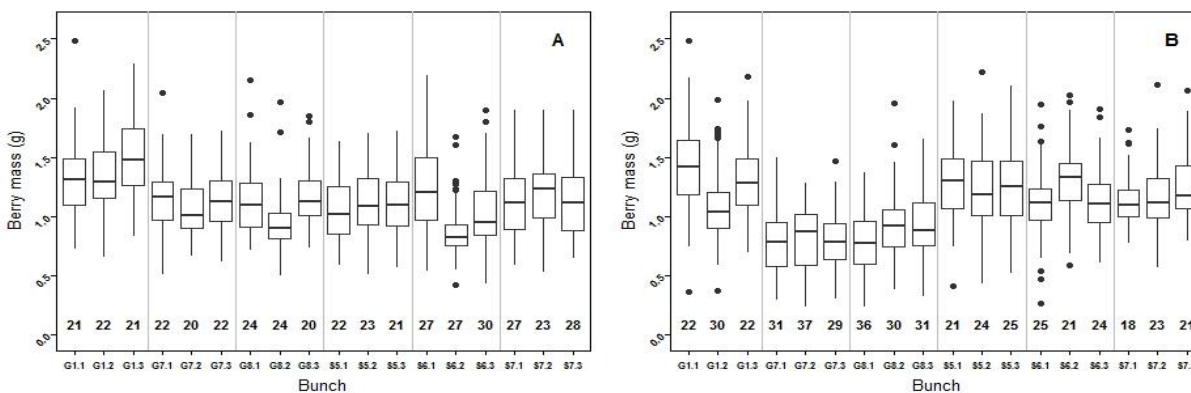 A
Berry mass (g)
2.5
2.0
1.5
1.0
0.5
0.0
21 22 21 22 20 22 24 24 20 22 23 21 27 27 30 27 23 28
G1.1 G1.2 G1.3 G7.1 G7.2 G7.3 G8.1 G8.2 G8.3 S5.1 S5.2 S5.3 S6.1 S6.2 S6.3 S7.1 S7.2 S7.3
Bunch
B
Berry mass (g)
2.5
2.0
1.5
1.0
0.5
0.0
22 30 22 31 37 29 36 30 31 21 24 25 25 21 24 18 23 21
G1.1 G1.2 G1.3 G7.1 G7.2 G7.3 G8.1 G8.2 G8.3 S5.1 S5.2 S5.3 S6.1 S6.2 S6.3 S7.1 S7.2
Bunch